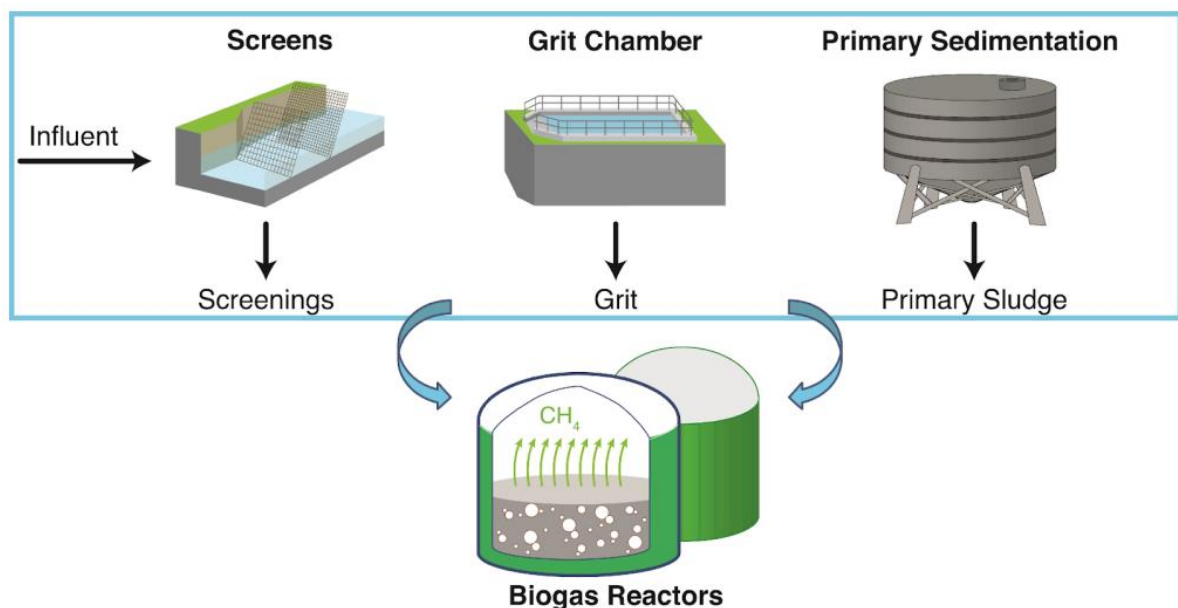 Screens
Grit Chamber
Primary Sedimentation
Influent
Screenings
Grit
Primary Sludge
CH₄
Biogas Reactors